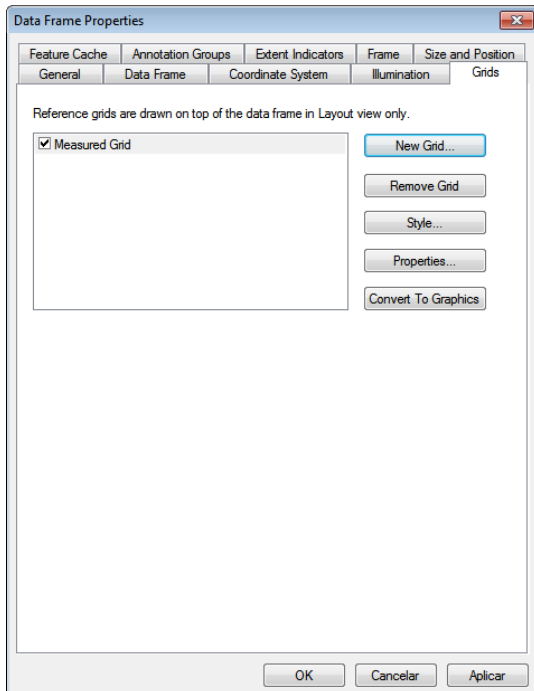 Data Frame Properties
Feature Cache Annotation Groups Extent Indicators Frame Size and Position
General Data Frame Coordinate System Illumination Grids
Reference grids are drawn on top of the data frame in Layout view only.
Measured Grid
New Grid...
Remove Grid
Style...
Properties...
Convert To Graphics
OK Cancelar Aplicar